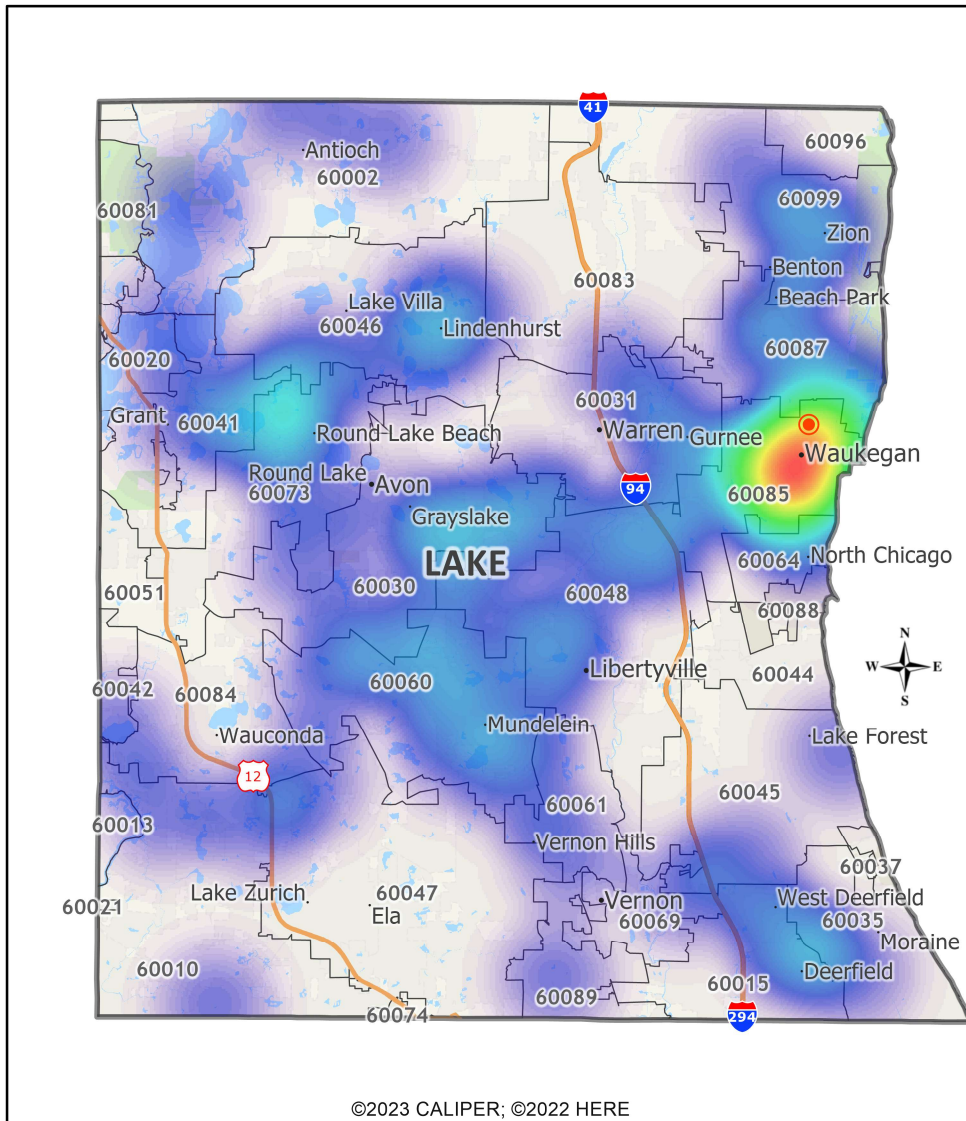 41
Antioch
60002
60096
60081
60099
Zion
Benton
60083
Beach Park
Lake Villa
60046
Lindenhurst
60020
60087
Grant
60041
60031
Round Lake Beach
Warren
Gurnee
Waukegan
Round Lake
60073
Avon
94
60085
Grayslake
LAKE
60064
North Chicago
60051
60030
60048
60088
N
W
E
S
60042
60084
60060
Libertyville
60044
Wauconda
Mundelein
Lake Forest
12
60013
60061
60045
Vernon Hills
60037
60021
Lake Zurich
60047
Ela
Vernon
60069
West Deerfield
60035
Moraine
60010
60089
60015
Deerfield
60074
294
©2023 CALIPER; ©2022 HERE